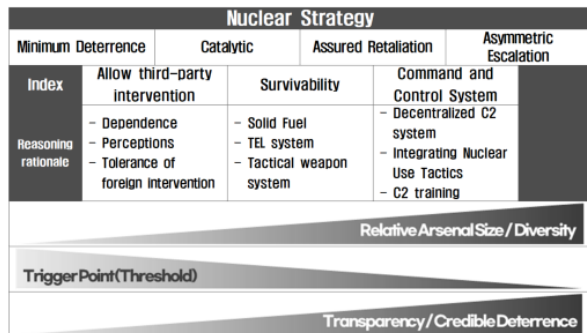 Nuclear Strategy
Minimum Deterrence
Catalytic
Assured Retaliation
Asymmetric
Escalation
Index
Allow third-party
intervention
Survivability
Command and
Control System
Reasoning
rationale
- Dependence
- Perceptions
- Tolerance of
foreign intervention
- Solid Fuel
- TEL system
- Tactical weapon
system
- Decentralized C2
system
- Integrating Nuclear
Use Tactics
- C2 training
Relative Arsenal Size / Diversity
Trigger Point(Threshold)
Transparency / Credible Deterrence